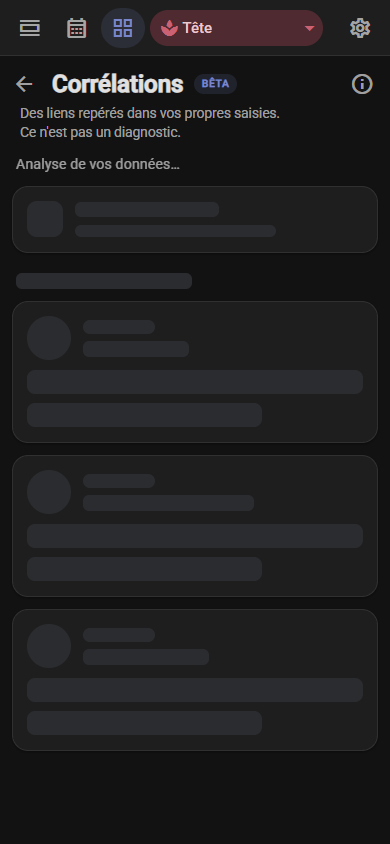 Tête
Corrélations BÊTA
Des liens repérés dans vos propres saisies.
Ce n'est pas un diagnostic.
Analyse de vos données…